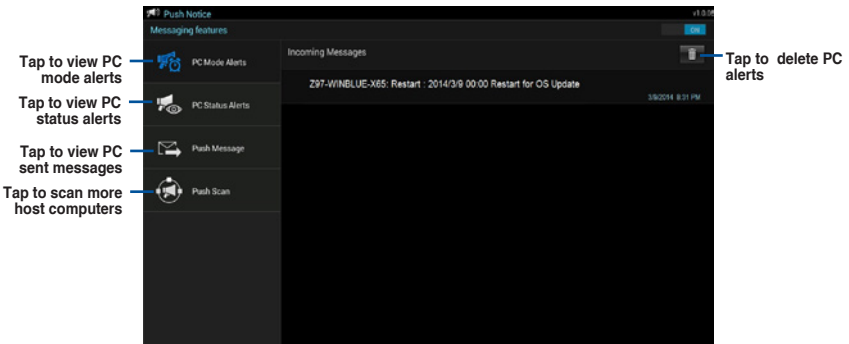 Push Notice
v1.0.08
Messaging features
ON
Tap to view PC
mode alerts
PC Mode Alerts
Incoming Messages
Tap to delete PC
alerts
Z97-WINBLUE-X65: Restart : 2014/3/9 00:00 Restart for OS Update
3/9/2014 8:31 PM
Tap to view PC
status alerts
PC Status Alerts
Tap to view PC
sent messages
Push Message
Tap to scan more
host computers
Push Scan